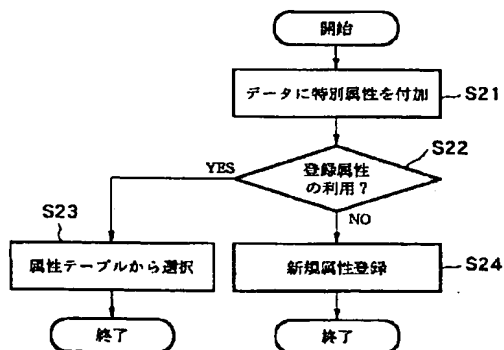 開始
データに特別属性を付加
S21
S22
登録属性
の利用?
YES
NO
S23
属性テーブルから選択
新規属性登録
S24
終了
終了